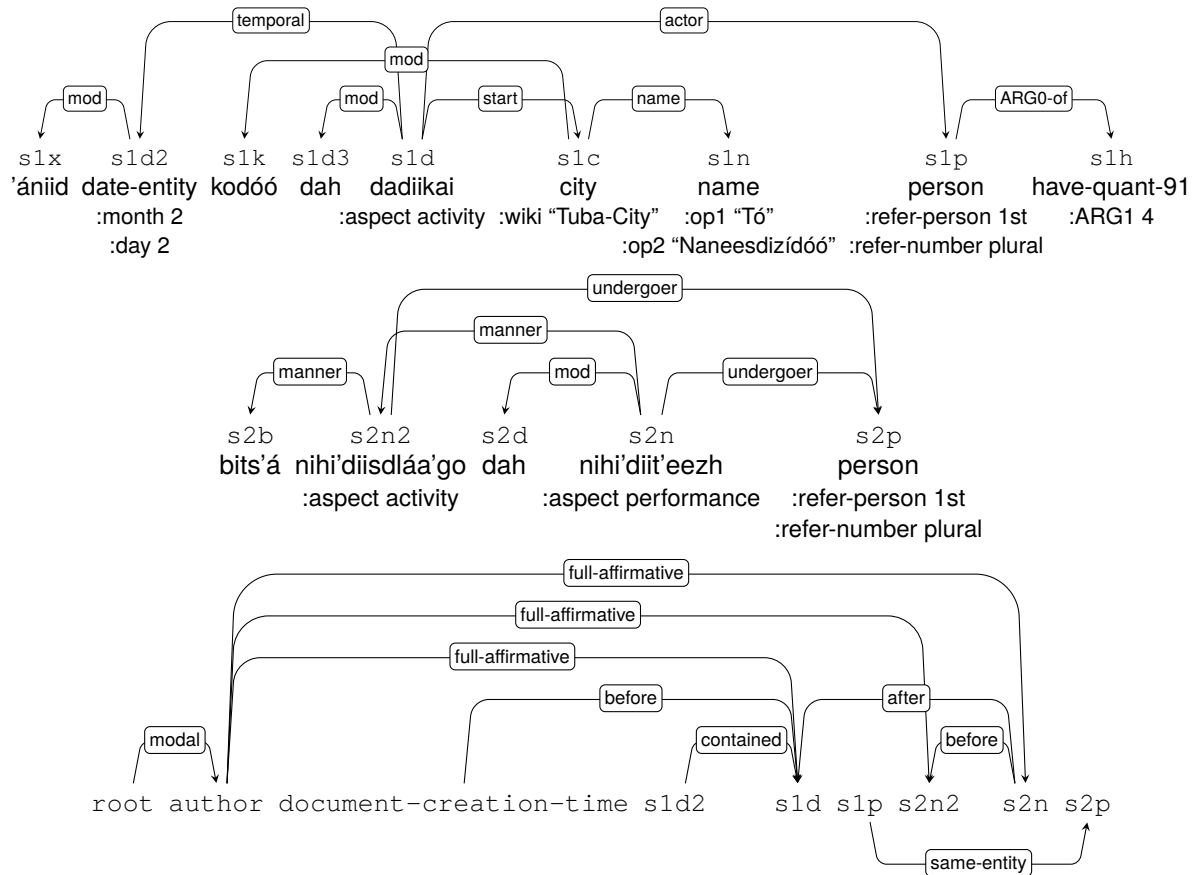 temporal actor
mod
mod mod start name ARG0-of
s1x s1d2 s1k s1d3 s1d s1c s1n s1p s1h
'ániid date-entity kodóó dah dadiikai city name person have-quant-91
:month 2 :aspect activity :wiki “Tuba-City” :op1 “Tó” :refer-person 1st :ARG1 4
:day 2 :op2 “Naneesdizídóó” :refer-number plural
undergoer
manner
manner mod undergoer
s2b s2n2 s2d s2n s2p
bits'á nihi'diisdláa'go dah nihi'diit'eezh person
:aspect activity :aspect performance :refer-person 1st
:refer-number plural
full-affirmative
full-affirmative
full-affirmative
before after
modal contained before
root author document-creation-time s1d2 s1d s1p s2n2 s2n s2p
same-entity